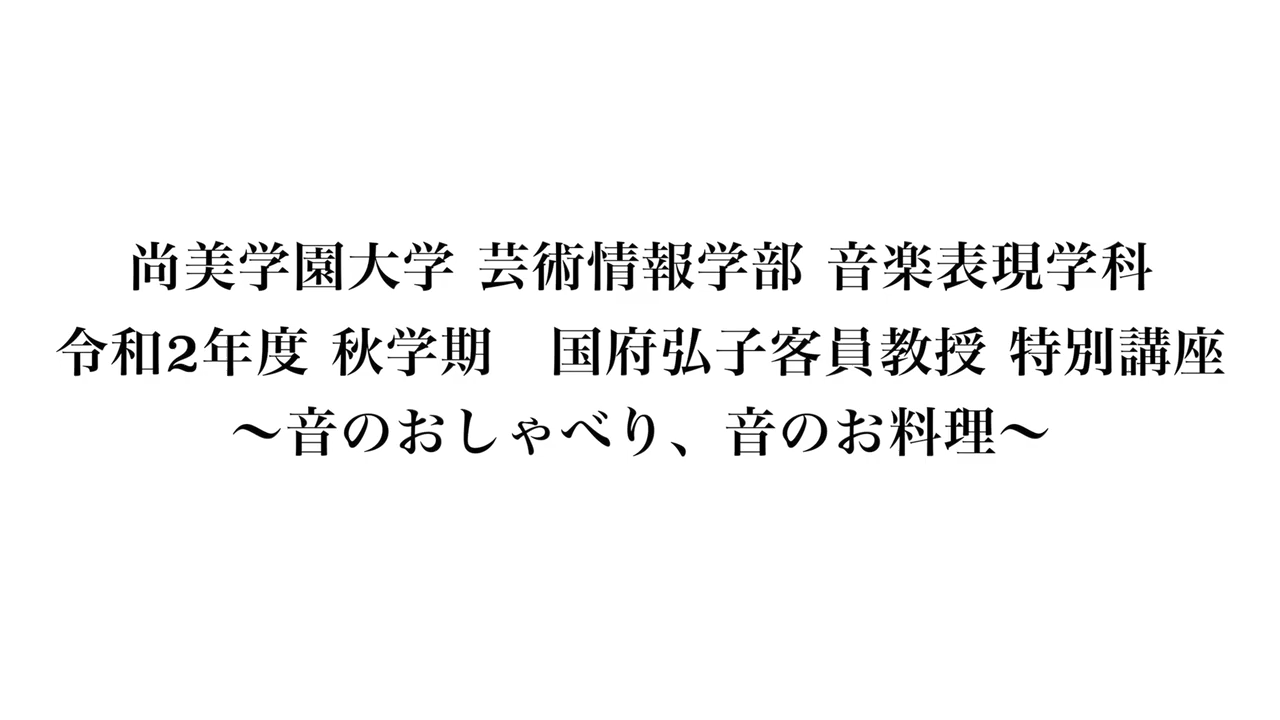 尚美学園大学 芸術情報学部 音楽表現学科
令和2年度 秋学期　国府弘子客員教授 特別講座
～音のおしゃべり、音のお料理～